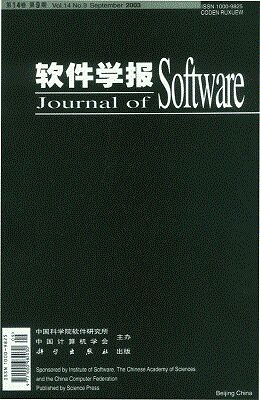 第14卷 第9期 Vol.14 No.9 September 2003
ISSN 1000-9825
CODEN RUXUEW
软件学报
Journal of Software
中国科学院软件研究所
中国计算机学会 主办
科学出版社 出版
Sponsored by Institute of Software, The Chinese Academy of Sciences
and the China Computer Federation
Published by Science Press
ISSN 1000-9825
Beijing China